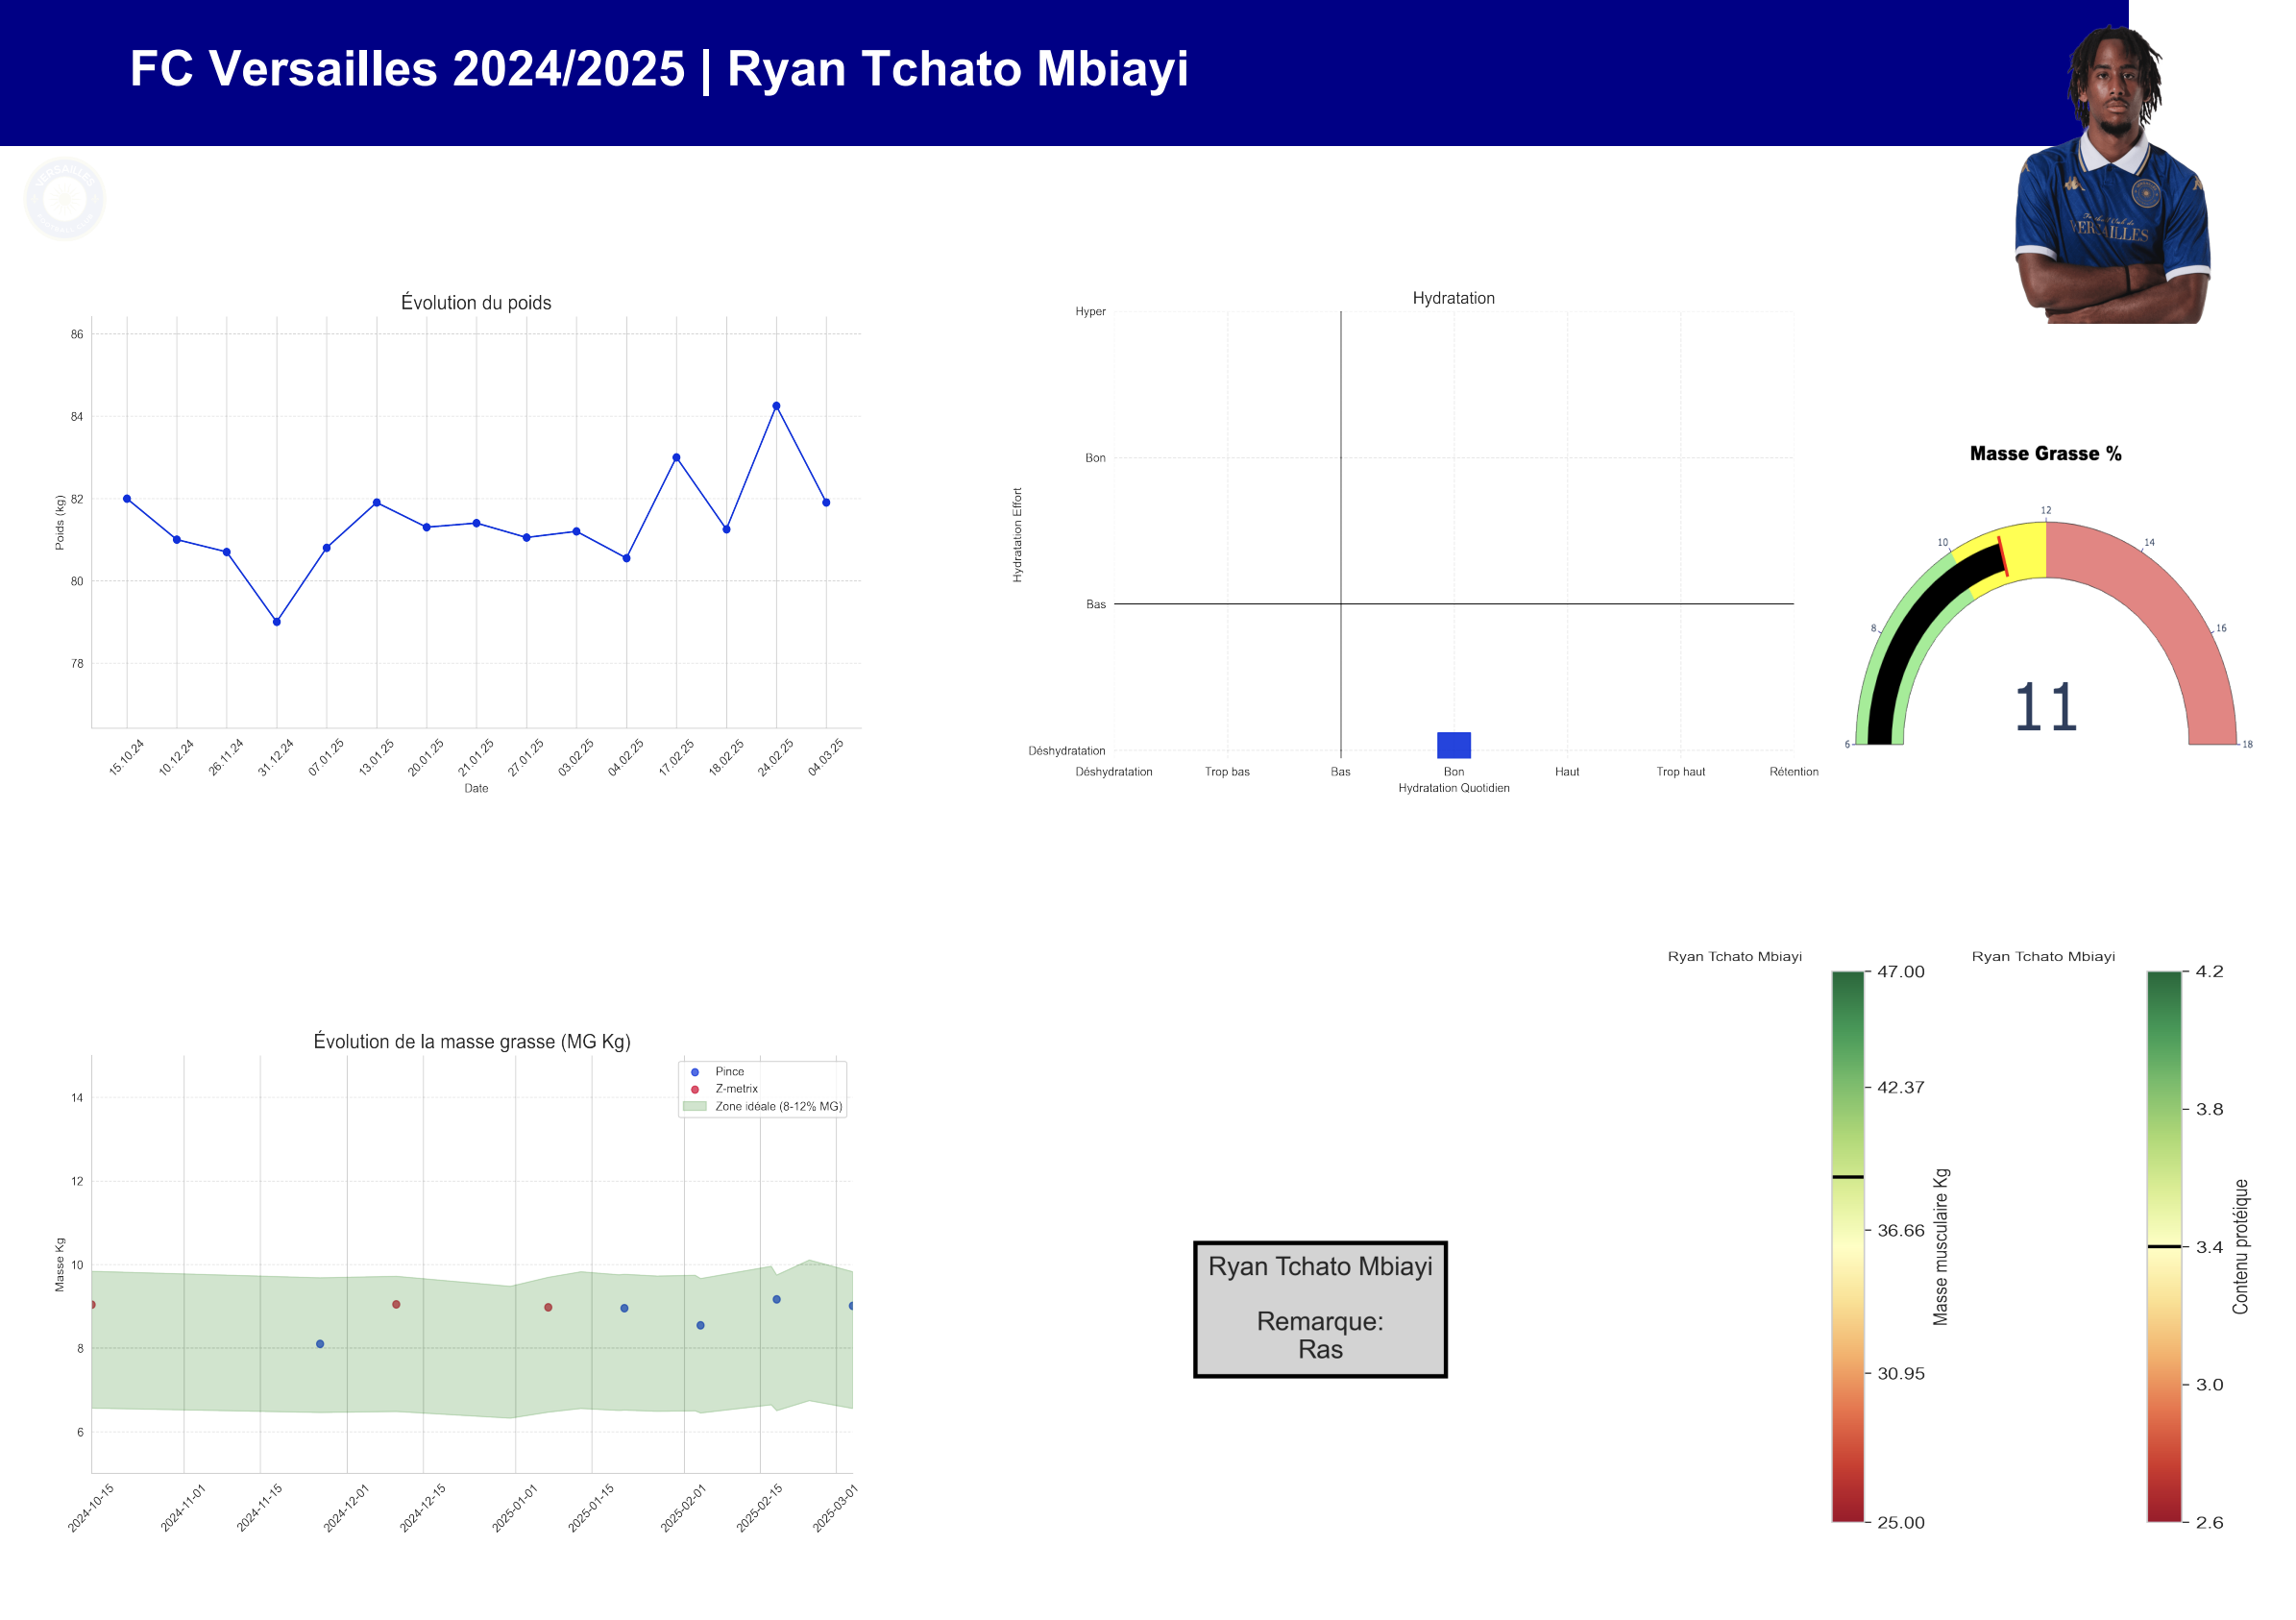 FC Versailles 2024/2025 | Ryan Tchato Mbiayi
VERSAILLES
VERSAILLES
Évolution du poids
Poids (kg)
86
84
82
80
78
15.10.24
10.12.24
26.11.24
31.12.24
07.01.25
13.01.25
20.01.25
21.01.25
27.01.25
03.02.25
04.02.25
17.02.25
18.02.25
24.02.25
04.03.25
Date
Hydratation
Hydratation Effort
Hyper
Bon
Bas
Déshydratation
Déshydratation
Trop bas
Bas
Bon
Haut
Trop haut
Rétention
Hydratation Quotidien
Masse Grasse %
6
8
10
12
14
16
18
11
Évolution de la masse grasse (MG Kg)
Pince
Z-metrix
Zone idéale (8-12% MG)
Masse Kg
14
12
10
8
6
2024-10-15
2024-11-01
2024-11-15
2024-12-01
2024-12-15
2025-01-01
2025-01-15
2025-02-01
2025-02-15
2025-03-01
Ryan Tchato Mbiayi
Remarque:
Ras
Ryan Tchato Mbiayi
47.00
42.37
36.66
30.95
25.00
Masse musculaire Kg
Ryan Tchato Mbiayi
4.2
3.8
3.4
3.0
2.6
Contenu protéique